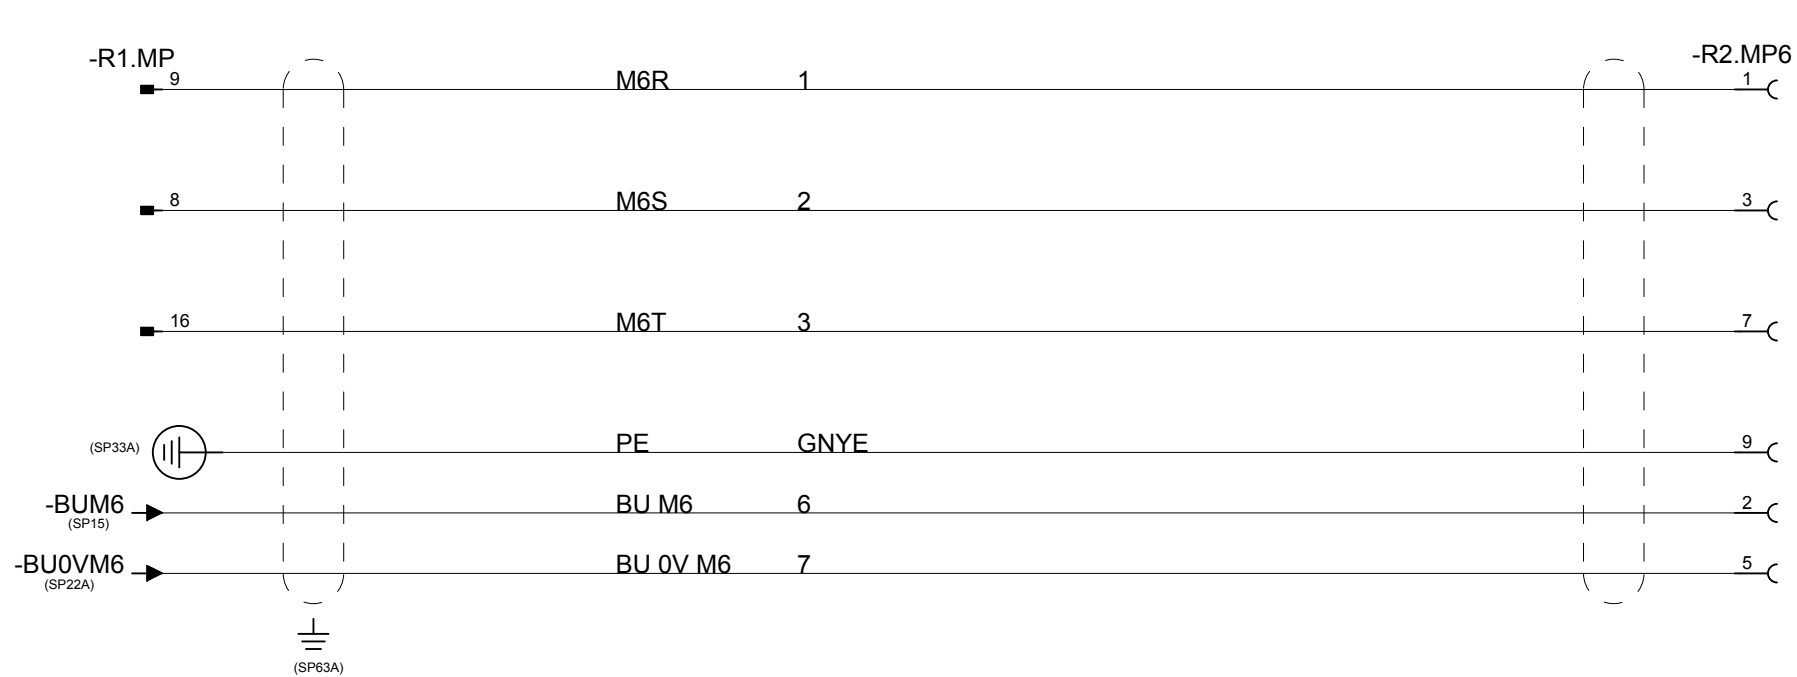 -R1.MP -R2.MP6
9 M6R 1 1
8 M6S 2 3
16 M6T 3 7
(SP33A) PE GNYE 9
-BUM6 BU M6 6 2
(SP15)
-BU0VM6 BU 0V M6 7 5
(SP22A)
(SP63A)